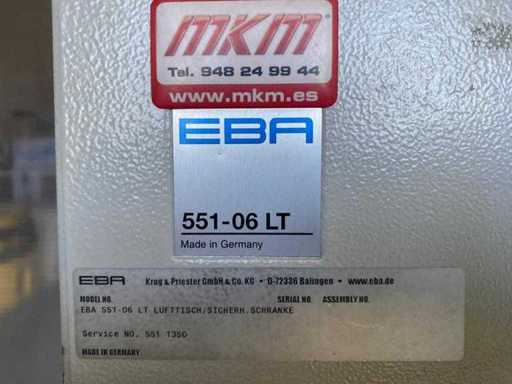 MKM
Tel. 948 24 99 44
www.mkm.es
EBA
551-06 LT
Made in Germany
EBA Krug & Priester GmbH & Co. KG • D-72336 Balingen • www.eba.de
MODEL NO. SERIAL NO. ASSEMBLY NO.
EBA 551-06 LT LUFTTISCH/SICHERH.SCHRANKE
Service NO. 551 1350
MADE IN GERMANY